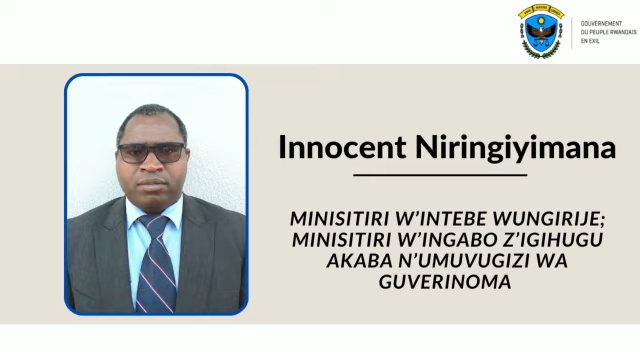 GOUVERNEMENT
DU PEUPLE RWANDAIS
EN EXIL
Innocent Niringiyimana
MINISITIRI W'INTEBE WUNGIRIJE;
MINISITIRI W'INGABO Z'IGIHUGU
AKABA N'UMUVUGIZI WA
GUVERINOMA